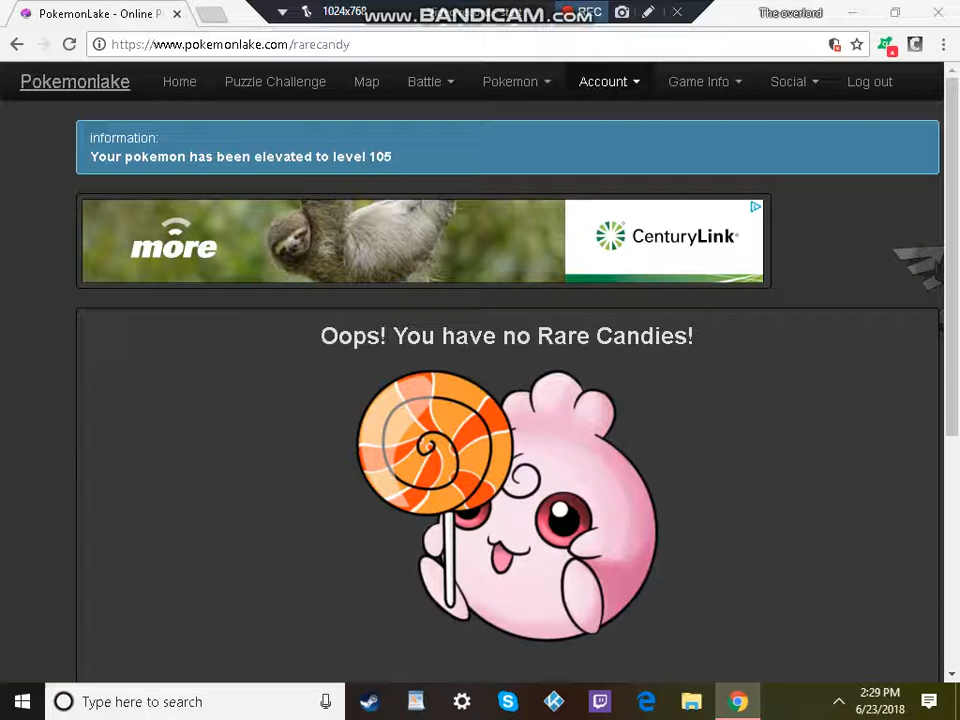 PokemonLake - Online P
1024x768
www.BANDICAM.com
REC
The overlord
https://www.pokemonlake.com/rarecandy
4
C
Pokemonlake Home Puzzle Challenge Map Battle Pokemon Account Game Info Social Log out
information:
Your pokemon has been elevated to level 105
more
CenturyLink®
Oops! You have no Rare Candies!
Type here to search
2:29 PM
6/23/2018